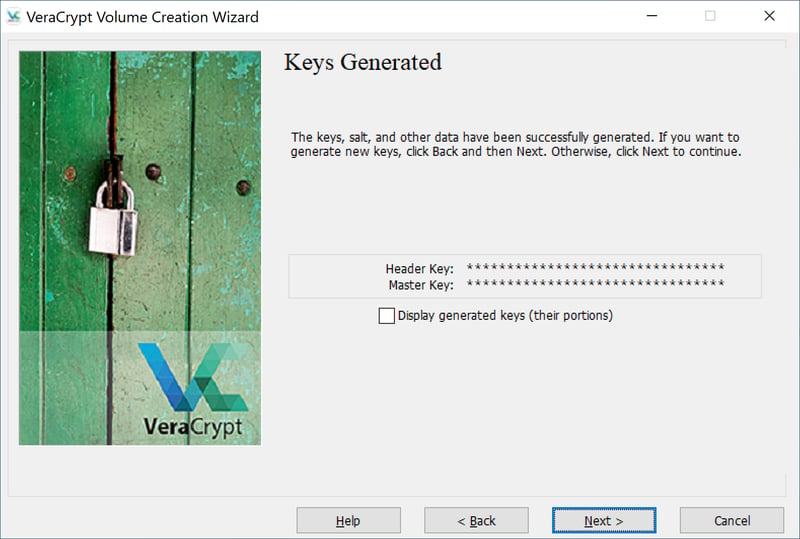 VeraCrypt Volume Creation Wizard
Keys Generated
The keys, salt, and other data have been successfully generated. If you want to
generate new keys, click Back and then Next. Otherwise, click Next to continue.
Header Key: ********************************
Master Key: ********************************
Display generated keys (their portions)
VeraCrypt
Help
< Back
Next >
Cancel